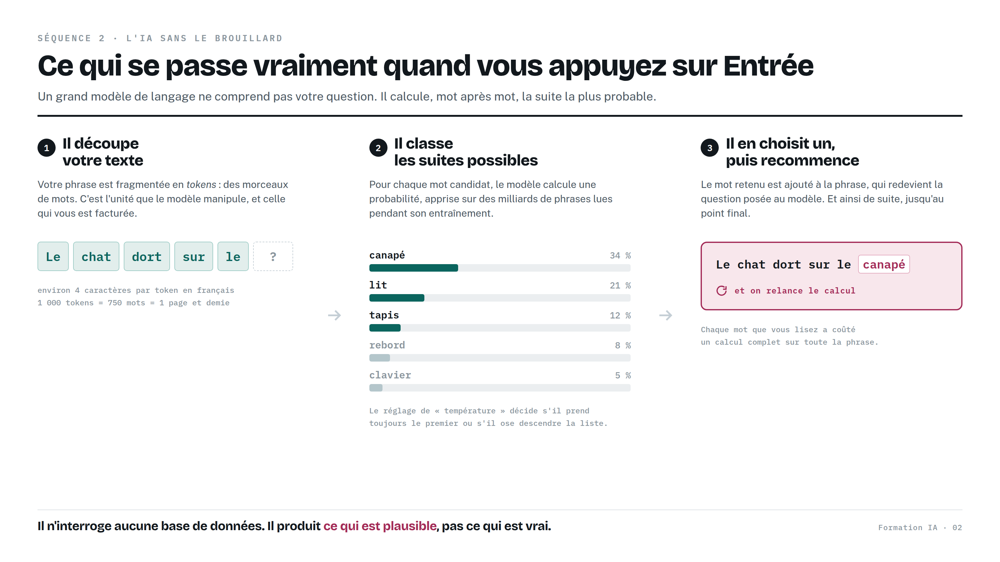 SÉQUENCE 2 · L'IA SANS LE BROUILLARD
Ce qui se passe vraiment quand vous appuyez sur Entrée
Un grand modèle de langage ne comprend pas votre question. Il calcule, mot après mot, la suite la plus probable.
1
Il découpe
votre texte
Votre phrase est fragmentée en tokens : des morceaux
de mots. C'est l'unité que le modèle manipule, et celle
qui vous est facturée.
Le chat dort sur le ?
environ 4 caractères par token en français
1 000 tokens = 750 mots = 1 page et demie
2
Il classe
les suites possibles
Pour chaque mot candidat, le modèle calcule une
probabilité, apprise sur des milliards de phrases lues
pendant son entraînement.
canapé 34 %
lit 21 %
tapis 12 %
rebord 8 %
clavier 5 %
Le réglage de « température » décide s'il prend
toujours le premier ou s'il ose descendre la liste.
3
Il en choisit un,
puis recommence
Le mot retenu est ajouté à la phrase, qui redevient la
question posée au modèle. Et ainsi de suite, jusqu'au
point final.
Le chat dort sur le canapé
et on relance le calcul
Chaque mot que vous lisez a coûté
un calcul complet sur toute la phrase.
Il n'interroge aucune base de données. Il produit ce qui est plausible, pas ce qui est vrai.
Formation IA · 02